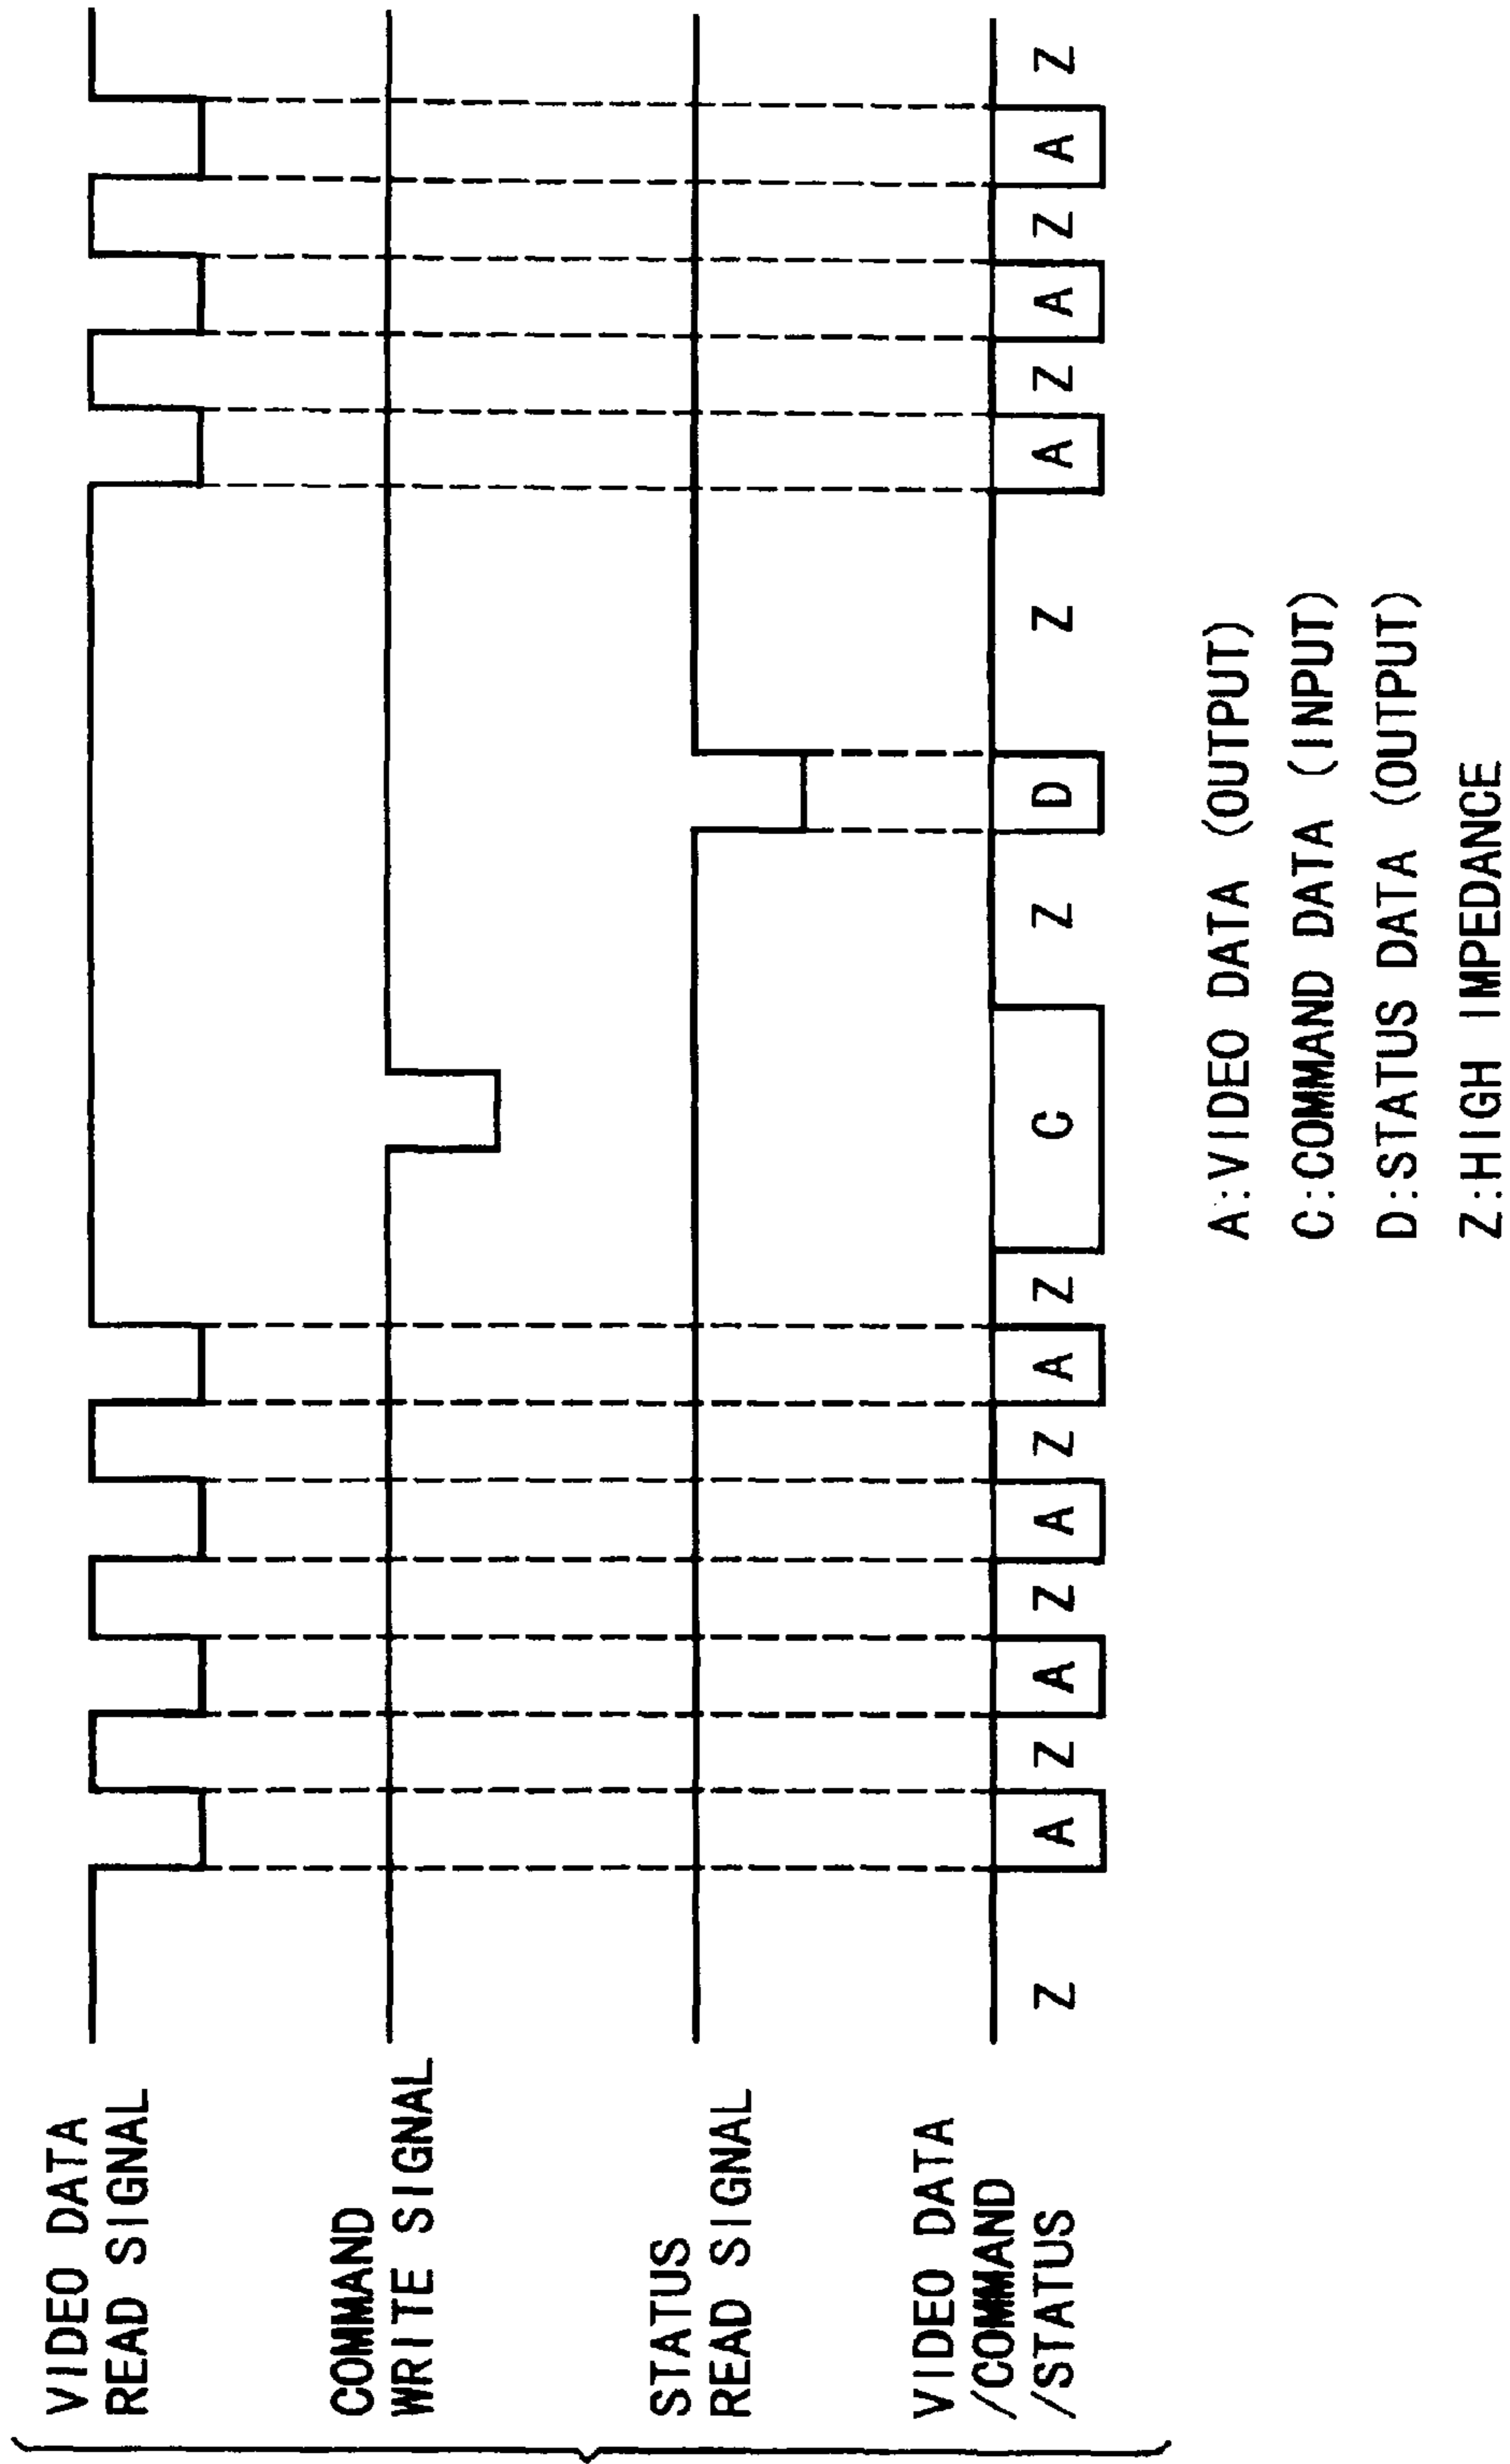 VIDEO DATA
READ SIGNAL
COMMAND
WRITE SIGNAL
STATUS
READ SIGNAL
VIDEO DATA
/COMMAND
/STATUS
Z A Z A Z A Z A Z C Z D Z A Z A Z A Z
A:VIDEO DATA (OUTPUT)
C:COMMAND DATA (INPUT)
D:STATUS DATA (OUTPUT)
Z:HIGH IMPEDANCE